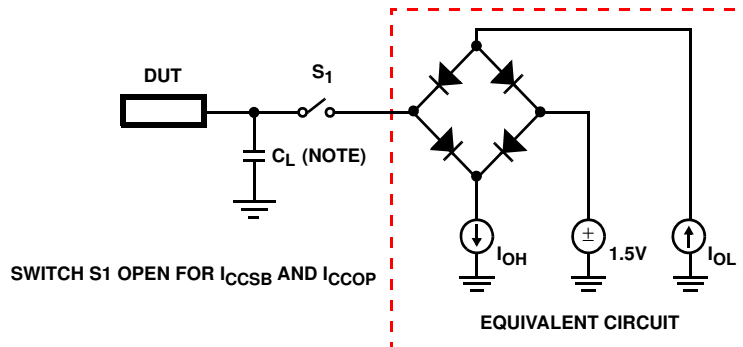 DUT
S1
CL (NOTE)
±
IOH
1.5V
IOL
SWITCH S1 OPEN FOR ICCSB AND ICCOP
EQUIVALENT CIRCUIT